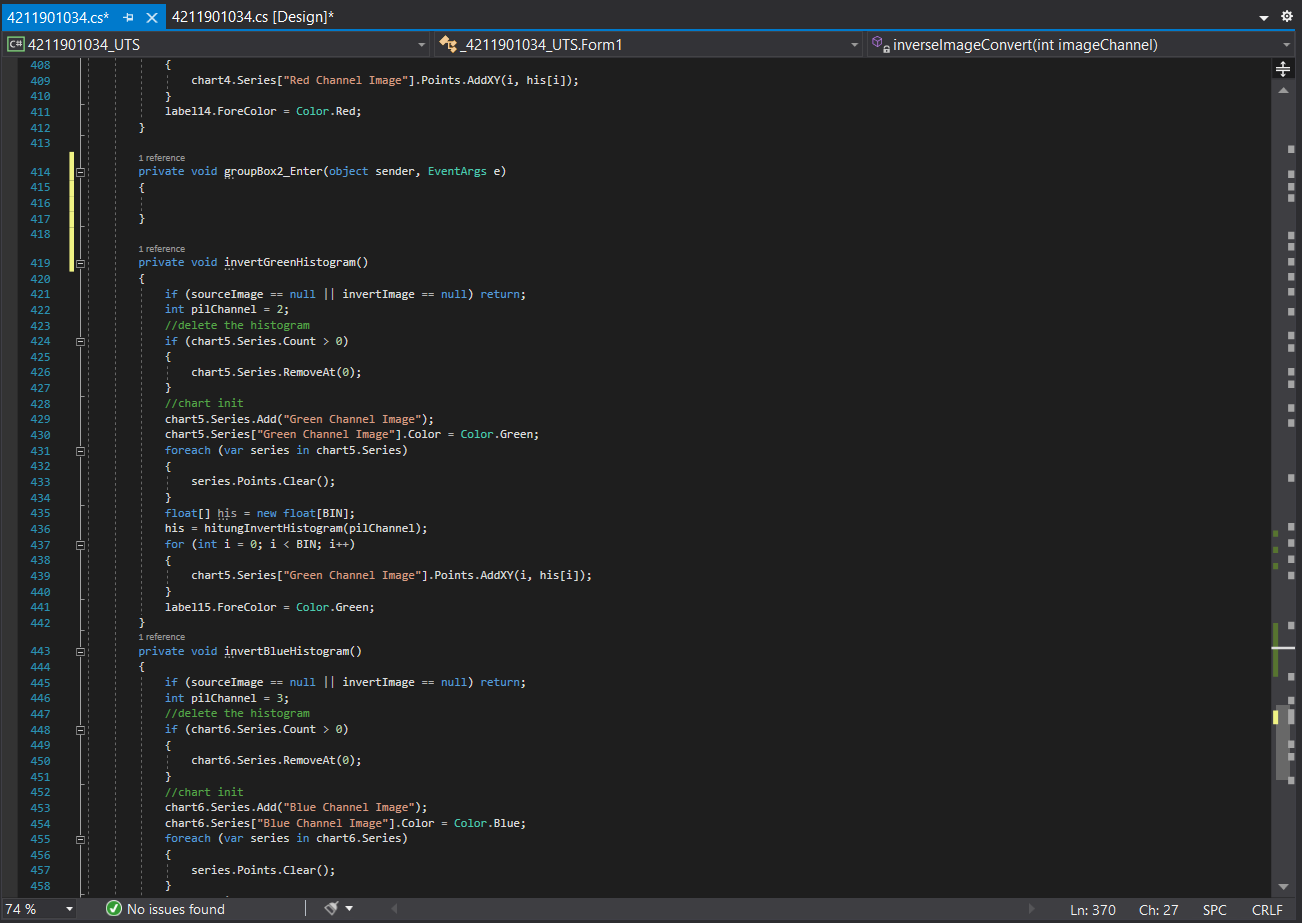 4211901034.cs*
4211901034.cs [Design]*
4211901034_UTS
_4211901034_UTS.Form1
inverseImageConvert(int imageChannel)
408 {
409 chart4.Series["Red Channel Image"].Points.AddXY(i, his[i]);
410 }
411 label14.ForeColor = Color.Red;
412 }
413
1 reference
414 private void groupBox2_Enter(object sender, EventArgs e)
415 {
416
417 }
418
1 reference
419 private void invertGreenHistogram()
420 {
421 if (sourceImage == null || invertImage == null) return;
422 int pilChannel = 2;
423 //delete the histogram
424 if (chart5.Series.Count > 0)
425 {
426 chart5.Series.RemoveAt(0);
427 }
428 //chart init
429 chart5.Series.Add("Green Channel Image");
430 chart5.Series["Green Channel Image"].Color = Color.Green;
431 foreach (var series in chart5.Series)
432 {
433 series.Points.Clear();
434 }
435 float[] his = new float[BIN];
436 his = hitungInvertHistogram(pilChannel);
437 for (int i = 0; i < BIN; i++)
438 {
439 chart5.Series["Green Channel Image"].Points.AddXY(i, his[i]);
440 }
441 label15.ForeColor = Color.Green;
442 }
1 reference
443 private void invertBlueHistogram()
444 {
445 if (sourceImage == null || invertImage == null) return;
446 int pilChannel = 3;
447 //delete the histogram
448 if (chart6.Series.Count > 0)
449 {
450 chart6.Series.RemoveAt(0);
451 }
452 //chart init
453 chart6.Series.Add("Blue Channel Image");
454 chart6.Series["Blue Channel Image"].Color = Color.Blue;
455 foreach (var series in chart6.Series)
456 {
457 series.Points.Clear();
458 }
74 % No issues found Ln: 370 Ch: 27 SPC CRLF